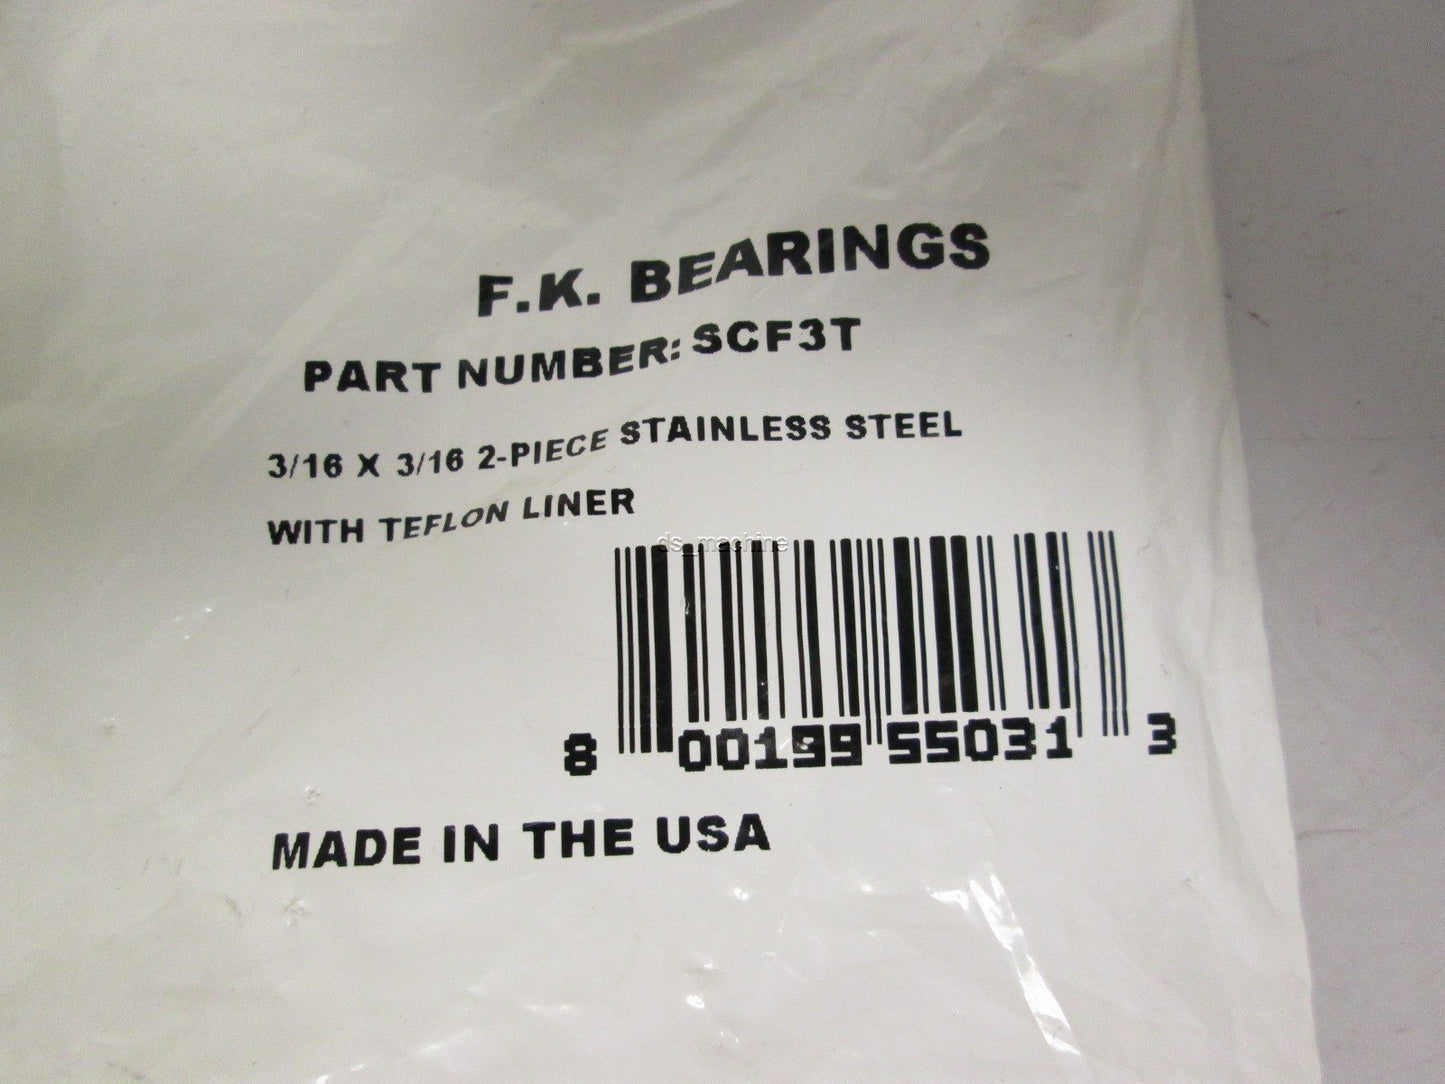 F.K. BEARINGS
PART NUMBER: SCF3T
3/16 X 3/16 2-PIECE STAINLESS STEEL
WITH TEFLON LINER
ds_machine
8 00199 55031 3
MADE IN THE USA